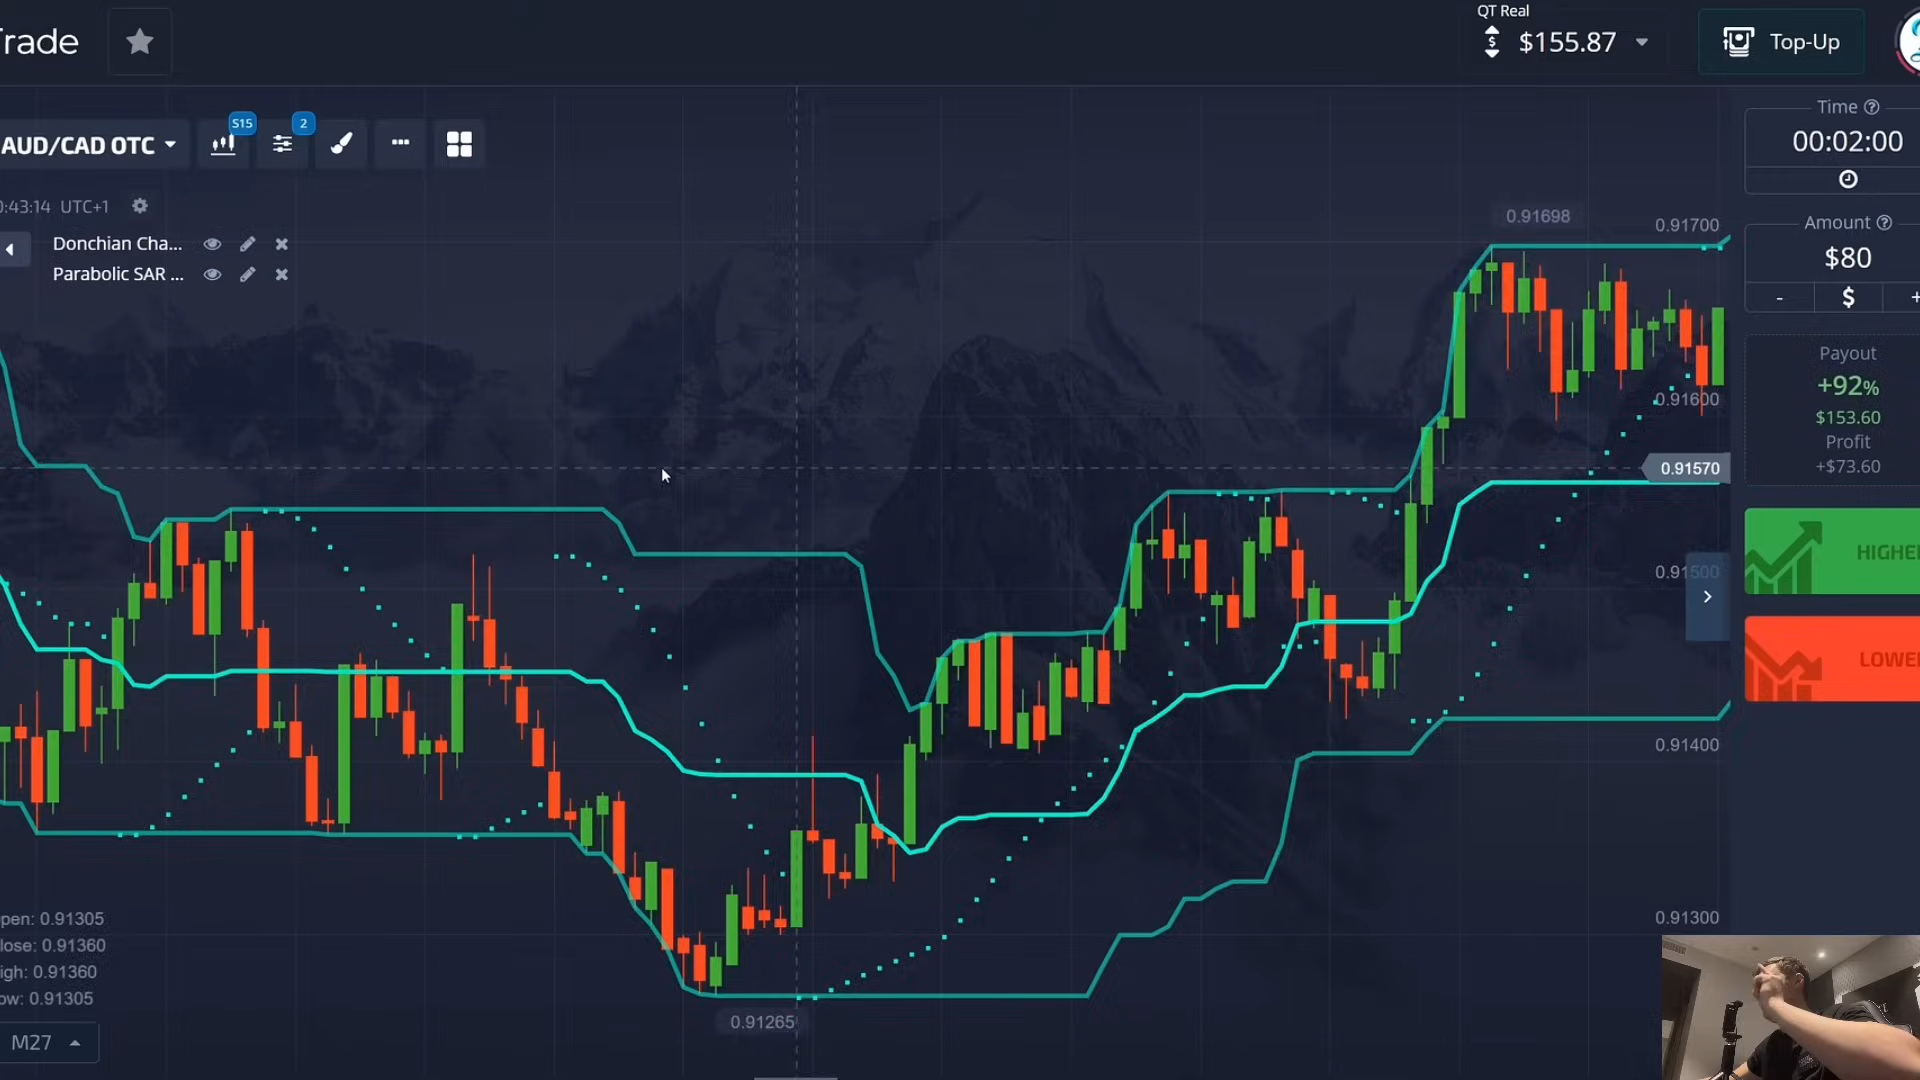 rade
QT Real
$155.87
Top-Up
AUD/CAD OTC
S15
2
:43:14 UTC+1
Donchian Cha...
Parabolic SAR ...
0.91698
0.91700
0.91600
0.91570
0.91500
0.91400
0.91300
0.91265
Time
00:02:00
Amount
$80
- $ +
Payout
+92%
$153.60
Profit
+$73.60
HIGHE
LOWE
pen: 0.91305
lose: 0.91360
igh: 0.91360
ow: 0.91305
M27